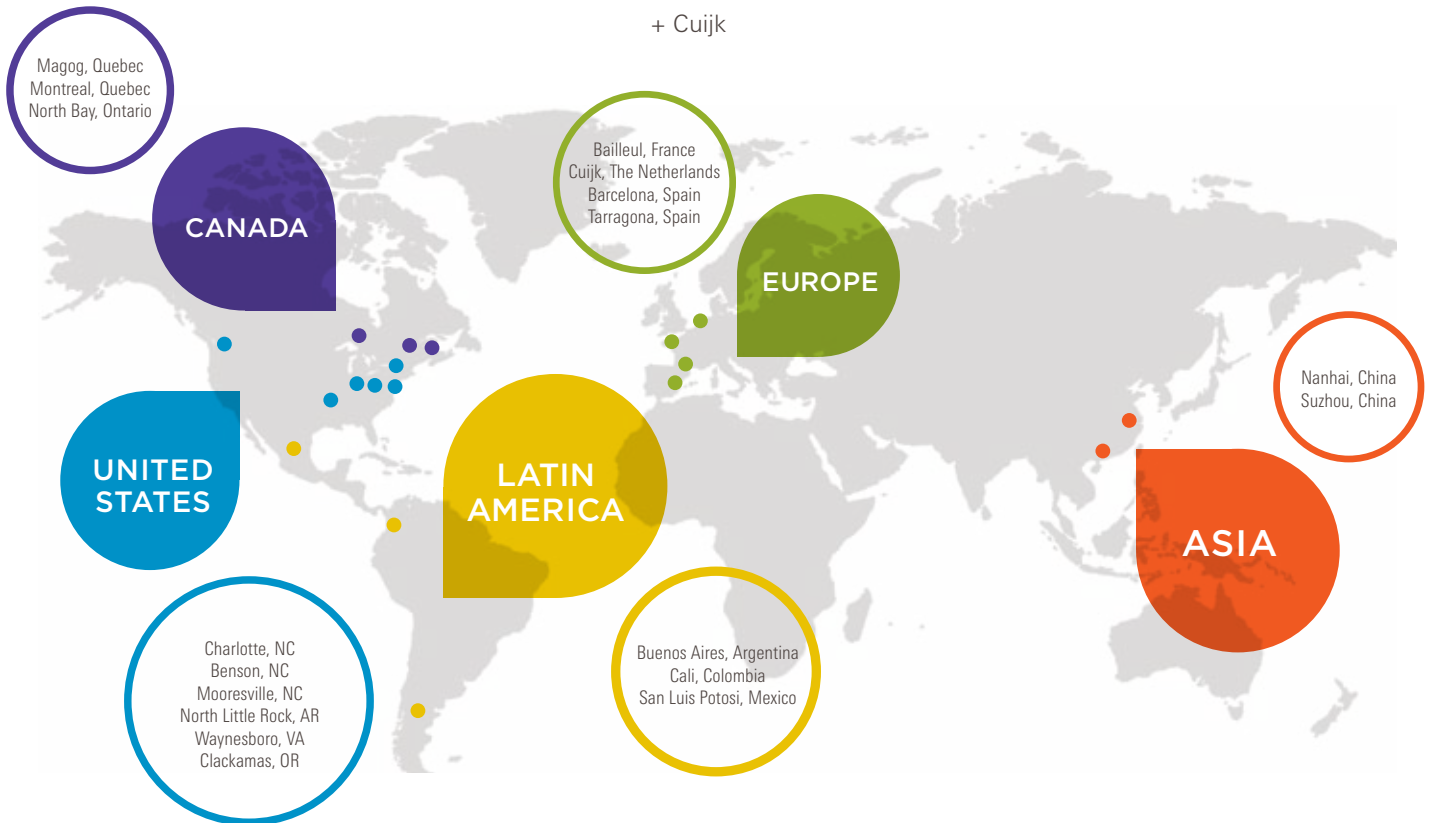 + Cuijk
Magog, Quebec
Montreal, Quebec
North Bay, Ontario
CANADA
Bailleul, France
Cuijk, The Netherlands
Barcelona, Spain
Tarragona, Spain
EUROPE
Nanhai, China
Suzhou, China
UNITED
STATES
LATIN
AMERICA
ASIA
Charlotte, NC
Benson, NC
Mooresville, NC
North Little Rock, AR
Waynesboro, VA
Clackamas, OR
Buenos Aires, Argentina
Cali, Colombia
San Luis Potosi, Mexico